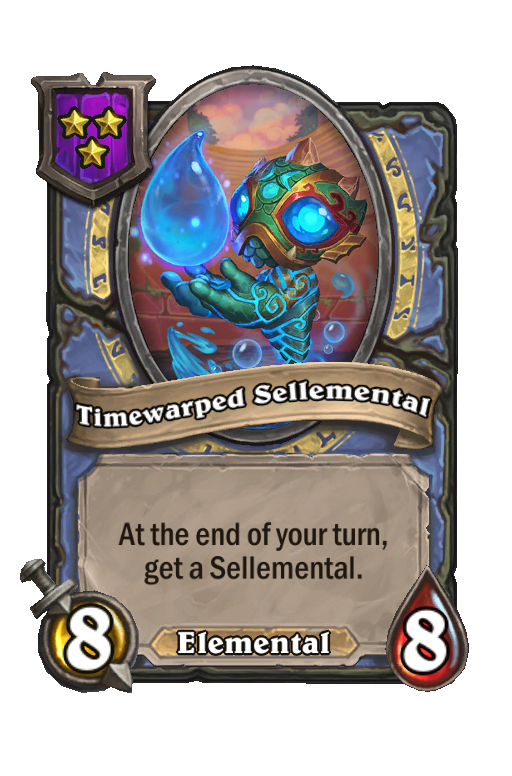 Timewarped Sellemental
At the end of your turn,
get a Sellemental.
8
Elemental
8